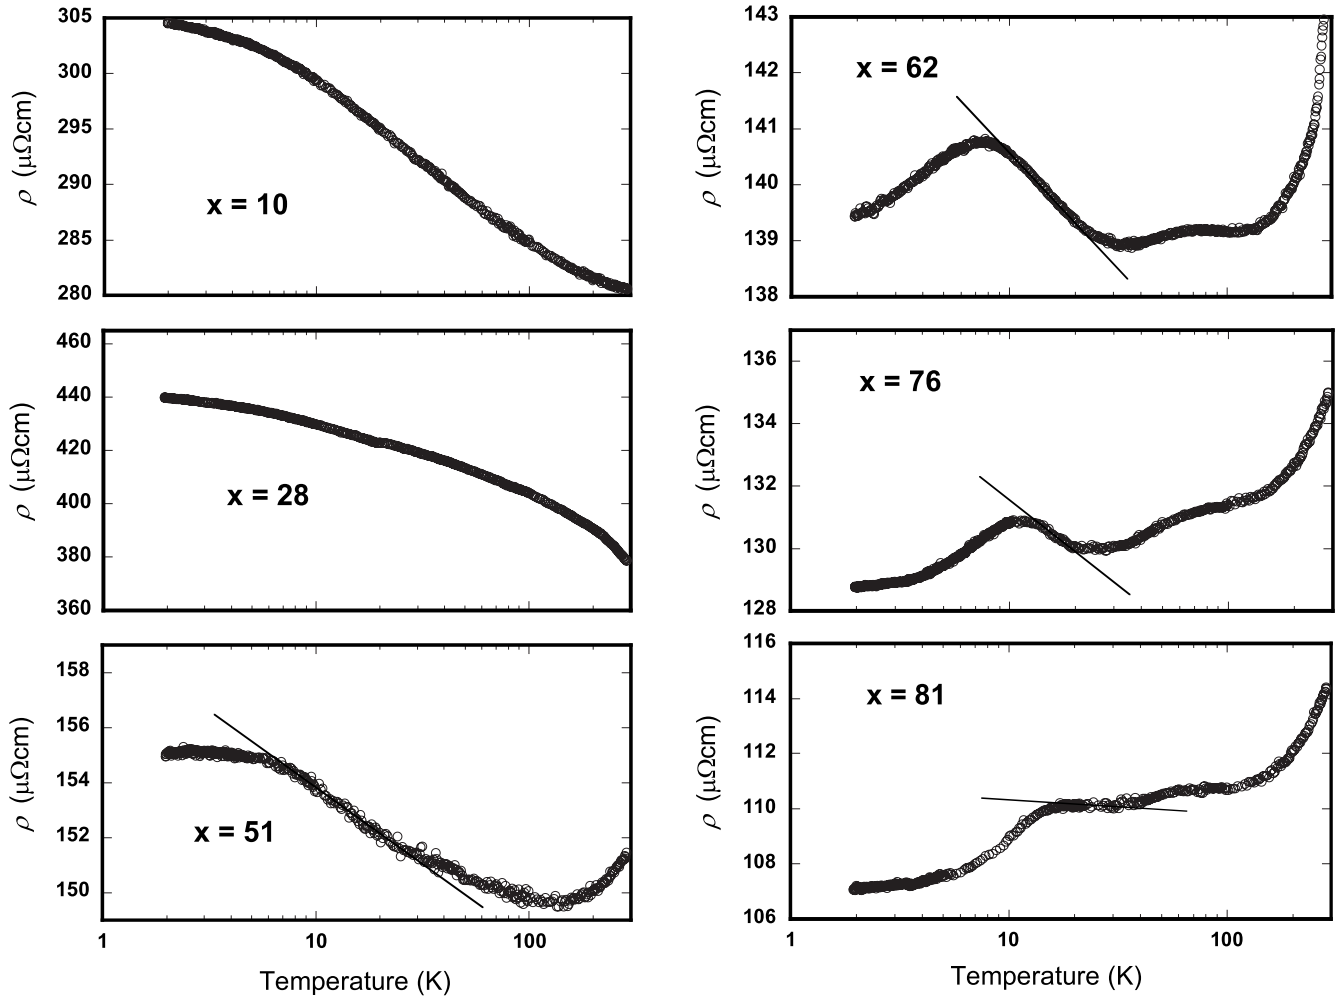 305
300
295
290
285
280
ρ (μΩcm)
x = 10
143
142
141
140
139
138
ρ (μΩcm)
x = 62
460
440
420
400
380
360
ρ (μΩcm)
x = 28
136
134
132
130
128
ρ (μΩcm)
x = 76
158
156
154
152
150
ρ (μΩcm)
x = 51
1 10 100
Temperature (K)
116
114
112
110
108
106
ρ (μΩcm)
x = 81
1 10 100
Temperature (K)